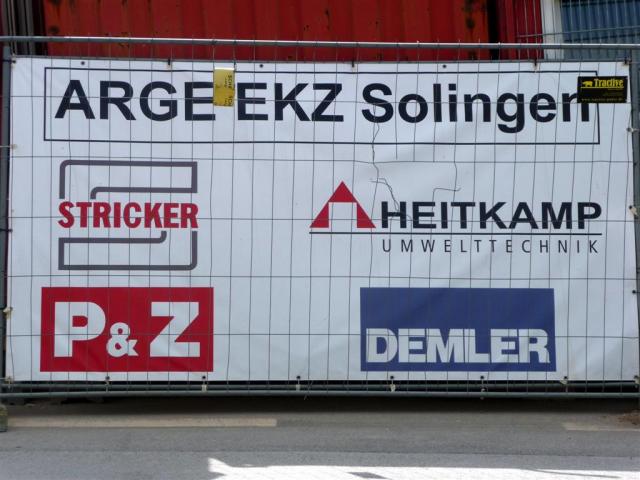 ARGE EKZ Solingen
Tractive
STRICKER
HEITKAMP
UMWELTTECHNIK
P&Z
DEMLER